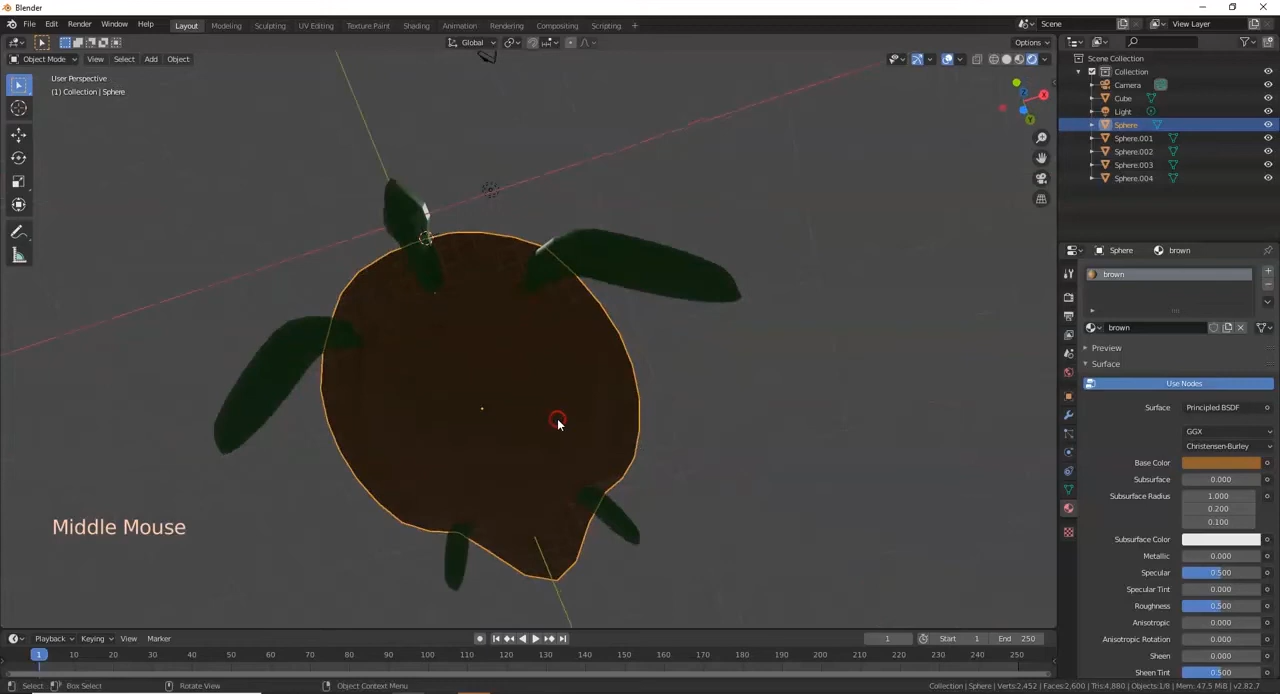 Blender
File Edit Render Window Help Layout Modeling Sculpting UV Editing Texture Paint Shading Animation Rendering Compositing Scripting + Scene View Layer
Global Options
Object Mode View Select Add Object
User Perspective
(1) Collection | Sphere
Scene Collection
Collection
Camera
Cube
Light
Sphere
Sphere.001
Sphere.002
Sphere.003
Sphere.004
Sphere brown
brown
brown
Preview
Surface
Use Nodes
Surface Principled BSDF
GGX
Christensen-Burley
Base Color
Subsurface 0.000
Subsurface Radius 1.000
0.200
0.100
Subsurface Color
Metallic 0.000
Specular 0.500
Specular Tint 0.000
Roughness 0.500
Anisotropic 0.000
Anisotropic Rotation 0.000
Sheen 0.000
Sheen Tint 0.500
Middle Mouse
Playback Keying View Marker 1 Start 1 End 250
1 10 20 30 40 50 60 70 80 90 100 110 120 130 140 150 160 170 180 190 200 210 220 230 240 250
Select Box Select Rotate View Object Context Menu Collection | Sphere | Verts:2,452 | Faces:2,600 | Tris:4,880 | Objects:1/8 | Mem: 47.5 MiB | v2.82.7